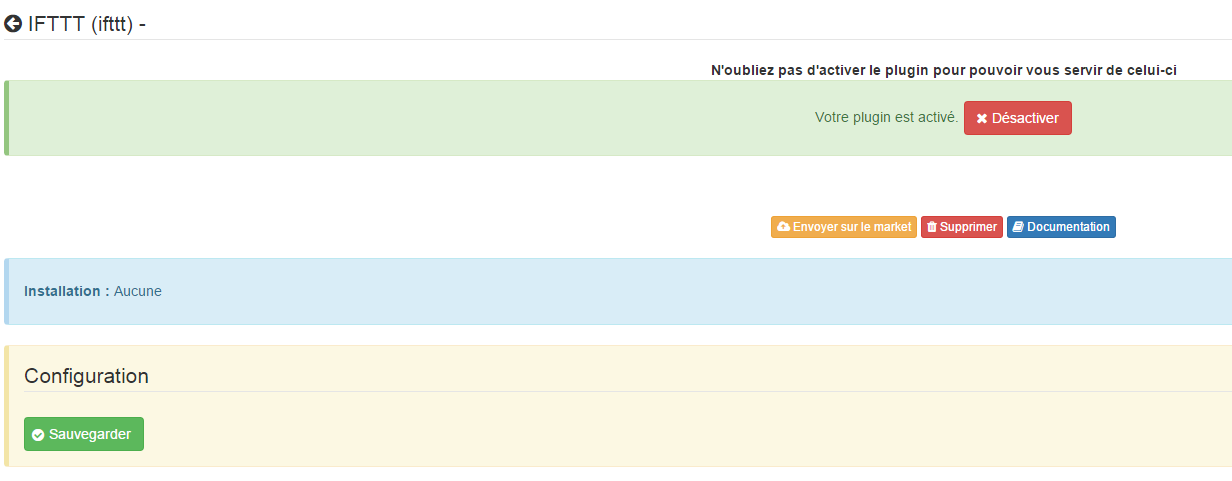 IFTTT (ifttt) -
N'oubliez pas d'activer le plugin pour pouvoir vous servir de celui-ci
Votre plugin est activé. Désactiver
Envoyer sur le market Supprimer Documentation
Installation : Aucune
Configuration
Sauvegarder